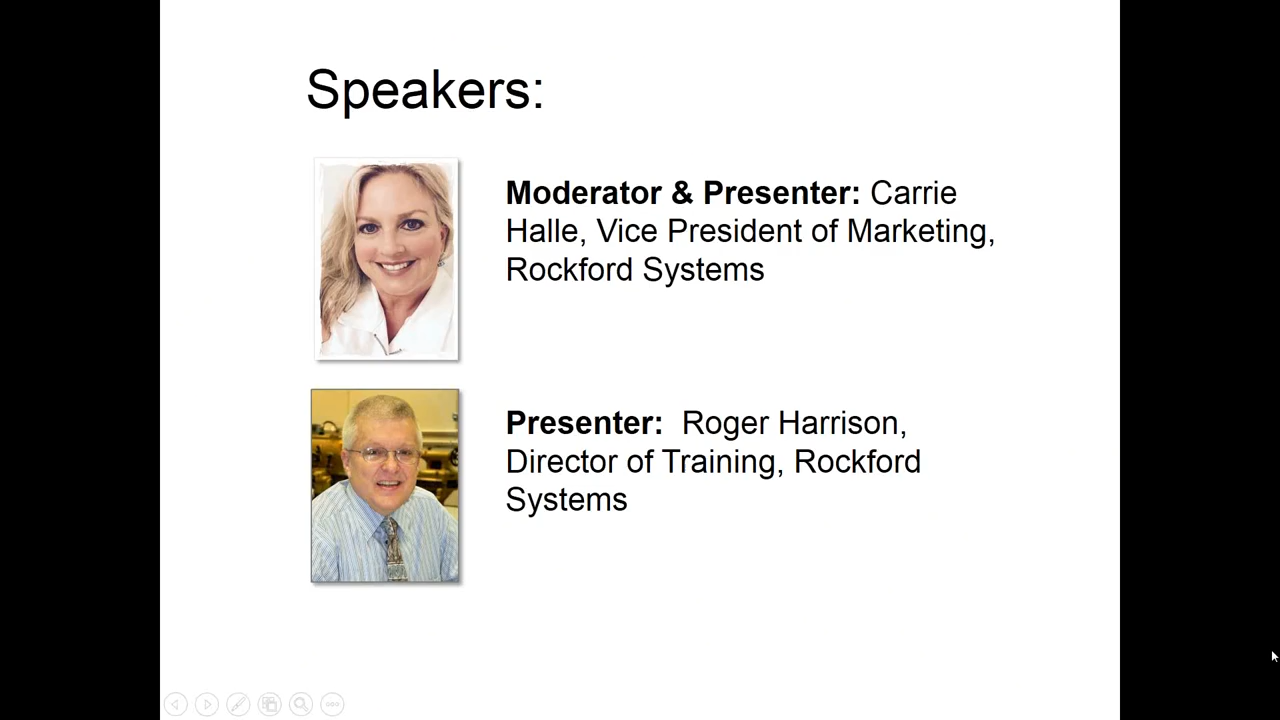 Speakers:
Moderator & Presenter: Carrie
Halle, Vice President of Marketing,
Rockford Systems
Presenter:  Roger Harrison,
Director of Training, Rockford
Systems